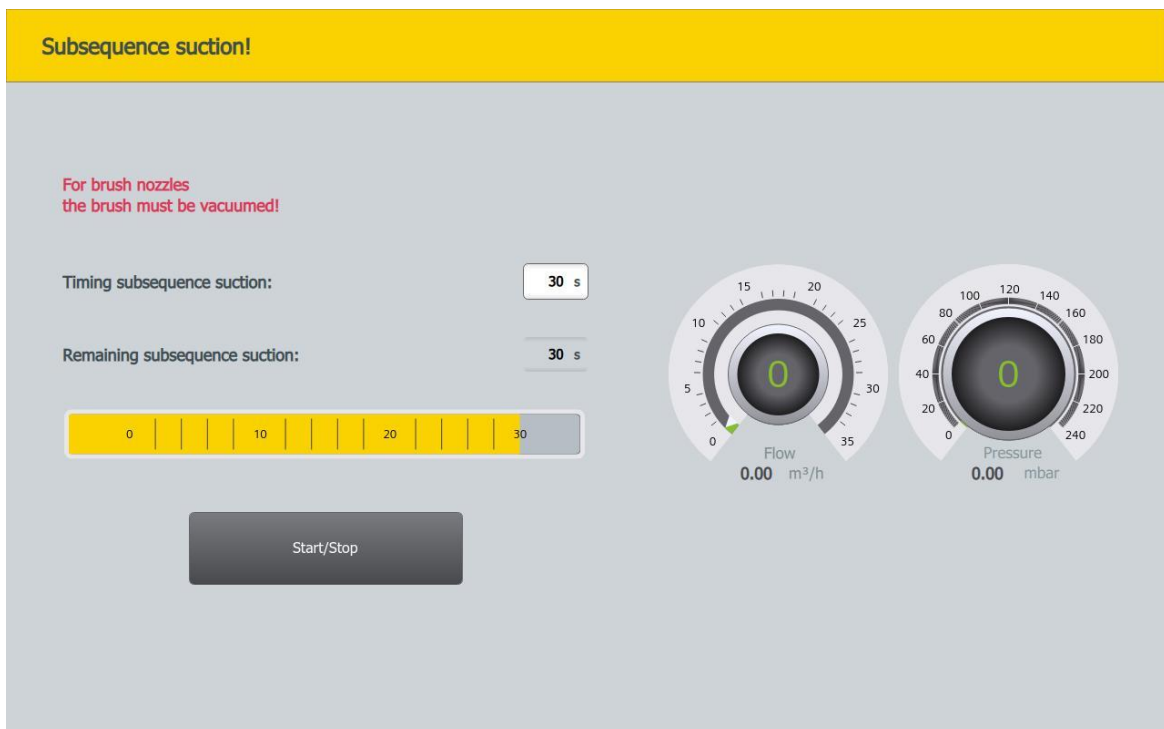 Subsequence suction!
For brush nozzles
the brush must be vacuumed!
Timing subsequence suction:
30 s
Remaining subsequence suction:
30 s
0 10 20 30
Start/Stop
0 5 10 15 20 25 30 35
0
Flow
0.00 m³/h
0 20 40 60 80 100 120 140 160 180 200 220 240
0
Pressure
0.00 mbar